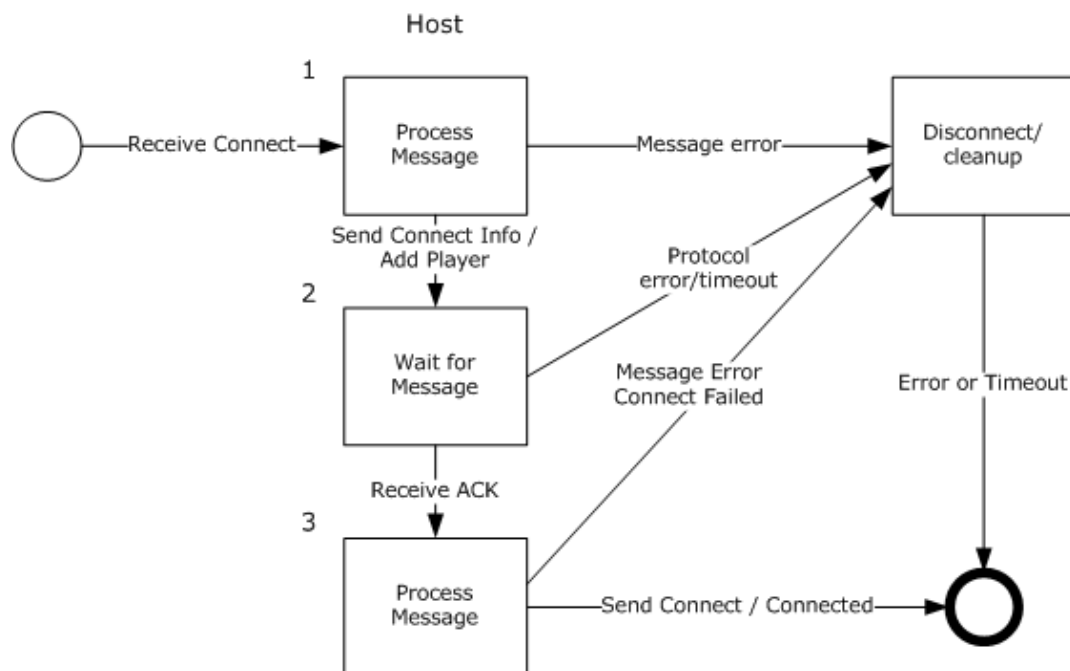 Host
1
Process
Message
Receive Connect
Message error
Disconnect/
cleanup
Send Connect Info /
Add Player
2
Wait for
Message
Protocol
error/timeout
Message Error
Connect Failed
Error or Timeout
Receive ACK
3
Process
Message
Send Connect / Connected